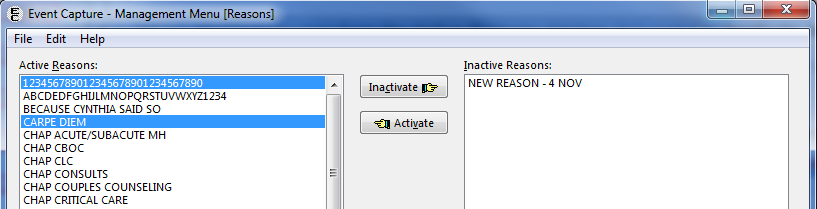 Event Capture - Management Menu [Reasons]
File Edit Help
Active Reasons:
123456789012345678901234567890
ABCDEDFGHIJLMNOPQRSTUVWXYZ1234
BECAUSE CYNTHIA SAID SO
CARPE DIEM
CHAP ACUTE/SUBACUTE MH
CHAP CBOC
CHAP CLC
CHAP CONSULTS
CHAP COUPLES COUNSELING
CHAP CRITICAL CARE
Inactivate
Activate
Inactive Reasons:
NEW REASON - 4 NOV